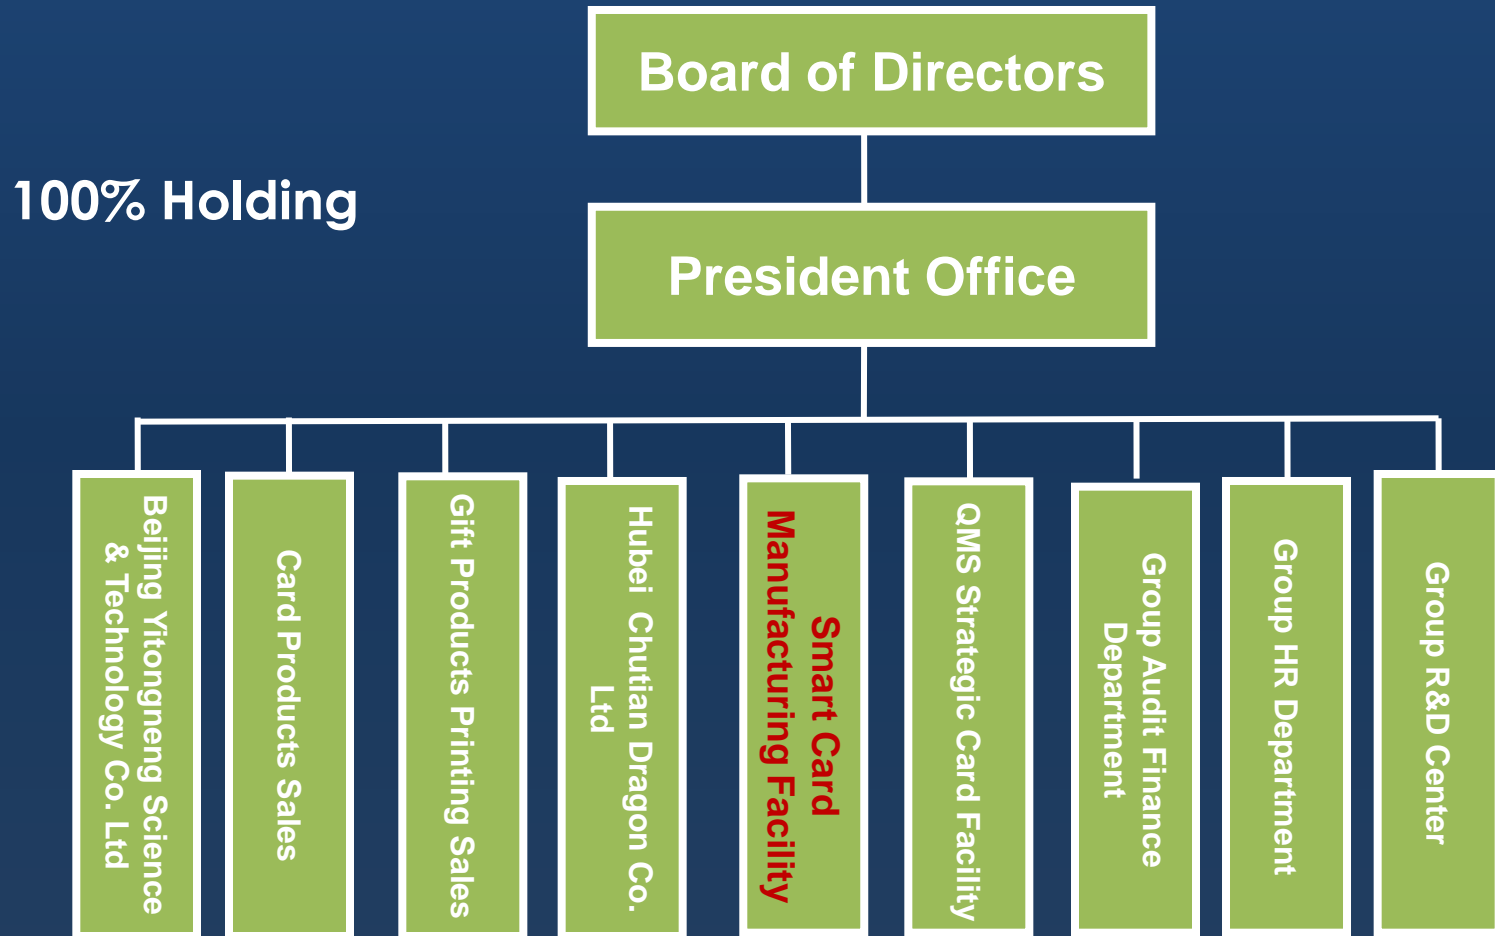 Board of Directors
100% Holding
President Office
Beijing Yitongneng Science
& Technology Co. Ltd
Card Products Sales
Gift Products Printing Sales
Hubei Chutian Dragon Co.
Ltd
Smart Card
Manufacturing Facility
QMS Strategic Card Facility
Group Audit Finance
Department
Group HR Department
Group R&D Center